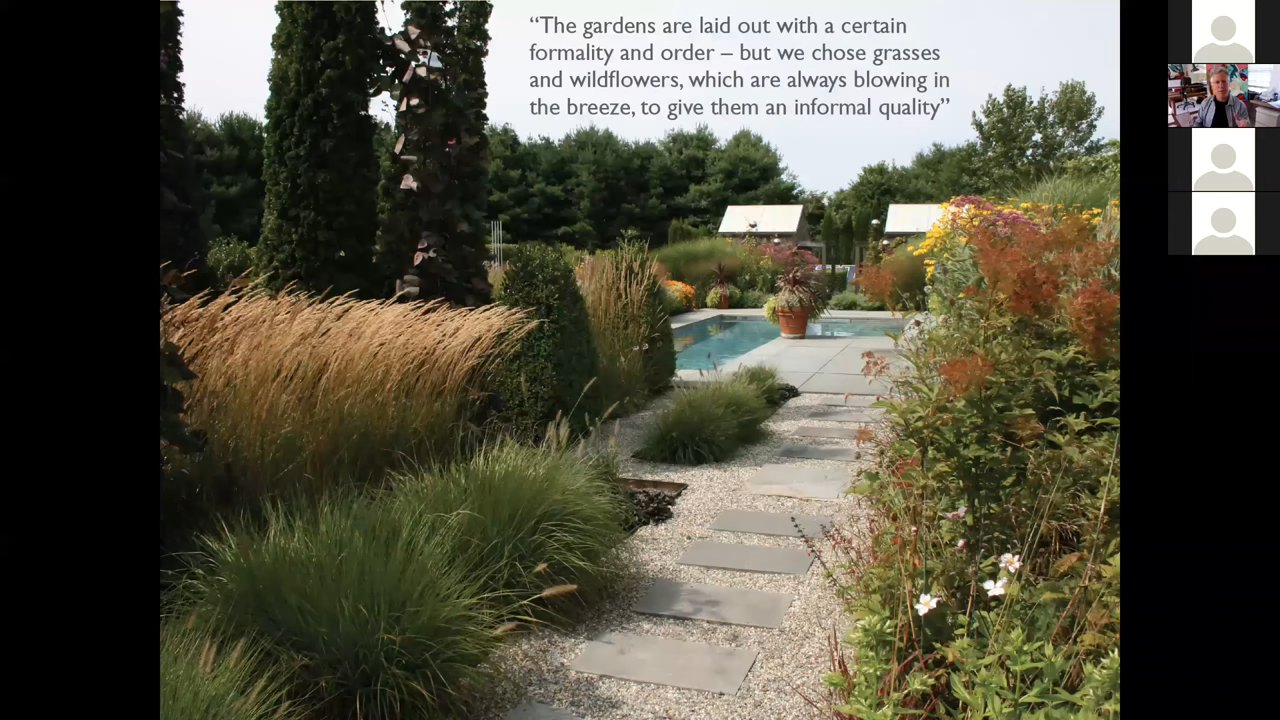 “The gardens are laid out with a certain
formality and order – but we chose grasses
and wildflowers, which are always blowing in
the breeze, to give them an informal quality”